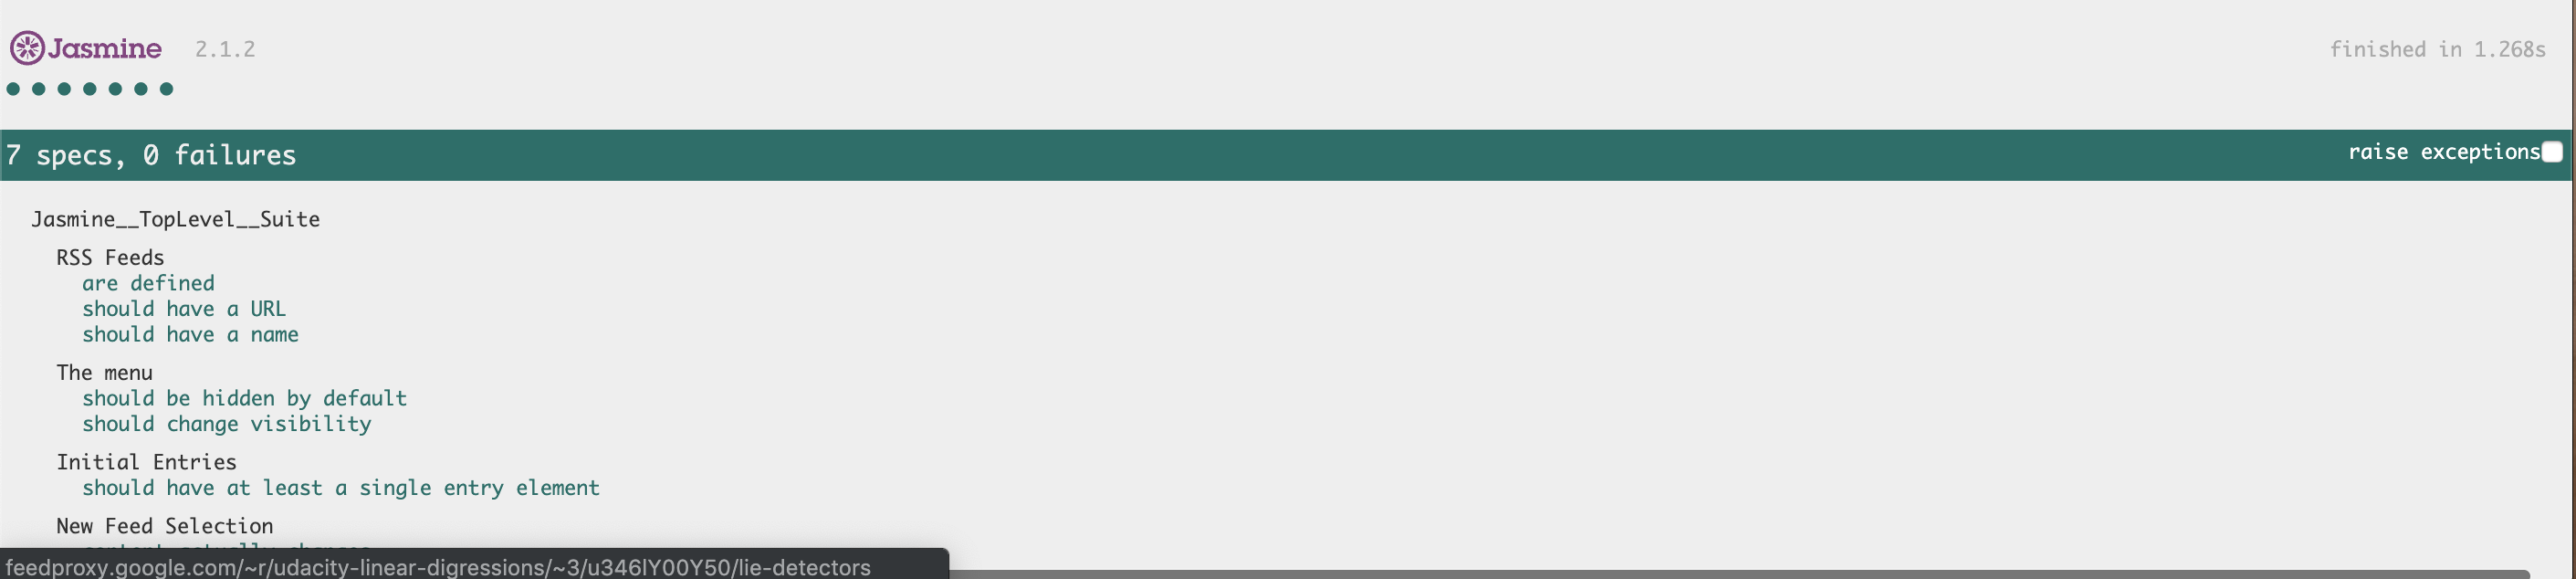 Jasmine 2.1.2 finished in 1.268s
7 specs, 0 failures raise exceptions
Jasmine__TopLevel__Suite
RSS Feeds
are defined
should have a URL
should have a name
The menu
should be hidden by default
should change visibility
Initial Entries
should have at least a single entry element
New Feed Selection
content actually changes
feedproxy.google.com/~r/udacity-linear-digressions/~3/u346lY00Y50/lie-detectors